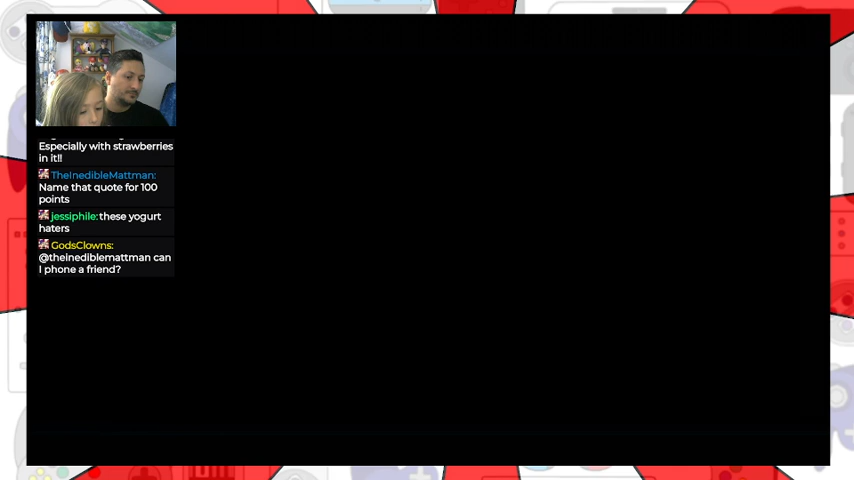 Especially with strawberries
in it!!
TheInedibleMattman:
Name that quote for 100
points
jessiphile: these yogurt
haters
GodsClowns:
@theinediblemattman can
I phone a friend?